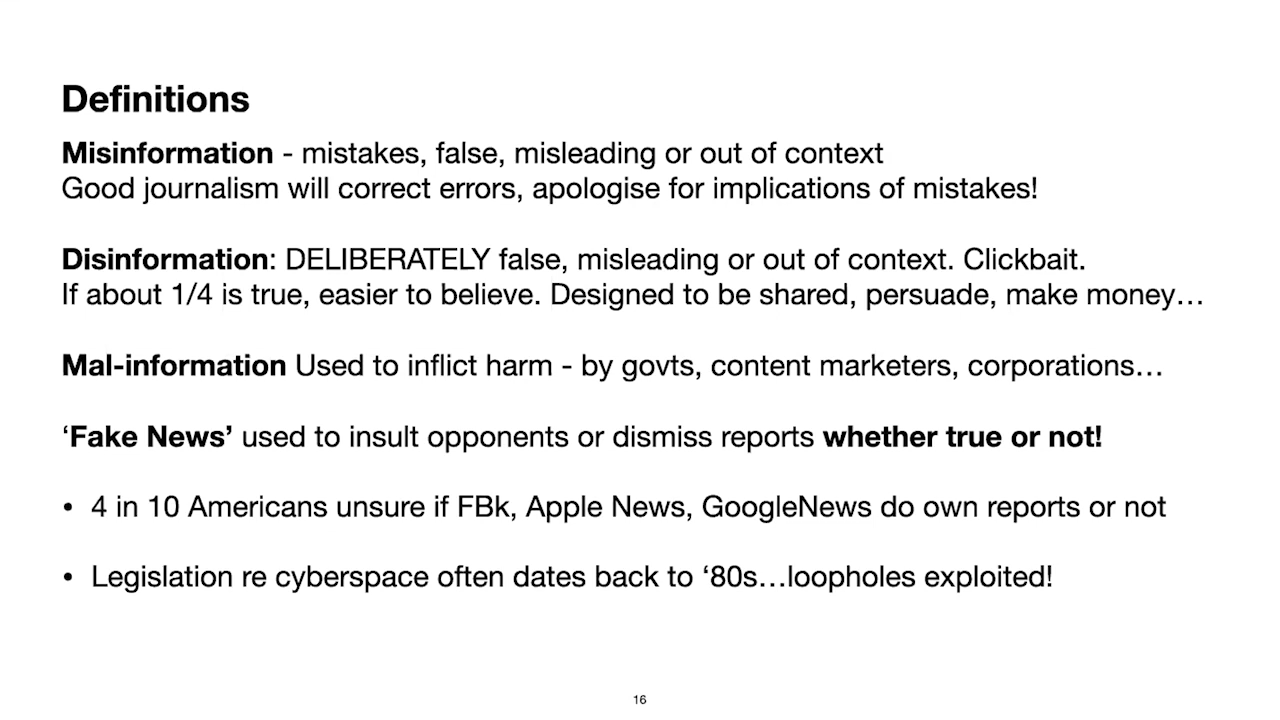 Definitions
Misinformation - mistakes, false, misleading or out of context
Good journalism will correct errors, apologise for implications of mistakes!
Disinformation: DELIBERATELY false, misleading or out of context. Clickbait.
If about 1/4 is true, easier to believe. Designed to be shared, persuade, make money…
Mal-information Used to inflict harm - by govts, content marketers, corporations…
‘Fake News’ used to insult opponents or dismiss reports whether true or not!
• 4 in 10 Americans unsure if FBk, Apple News, GoogleNews do own reports or not
• Legislation re cyberspace often dates back to ‘80s…loopholes exploited!
16